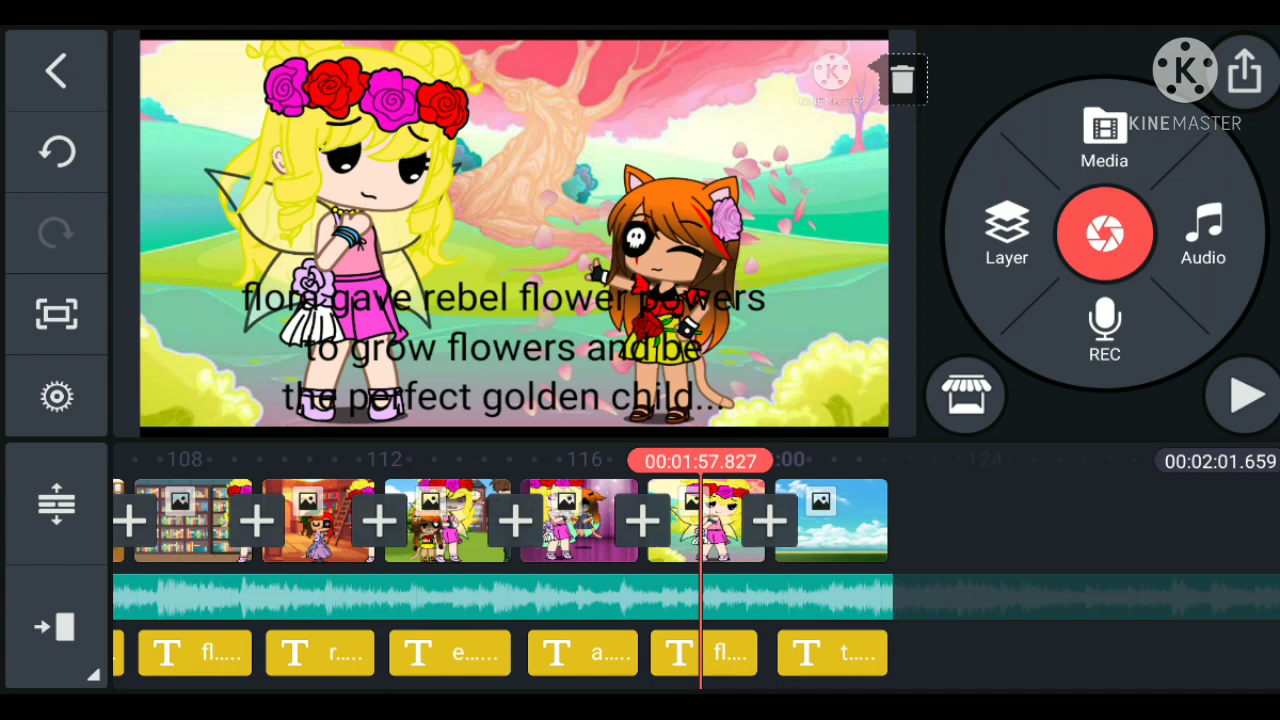 KINEMASTER
K
KINEMASTER
Media
Layer
Audio
REC
flora gave rebel flower powers
to grow flowers and be
the perfect golden child...
108
112
116
00:01:57.827
:00
124
00:02:01.659
T fl.....
T r.....
T e......
T a.....
T fl....
T t.....